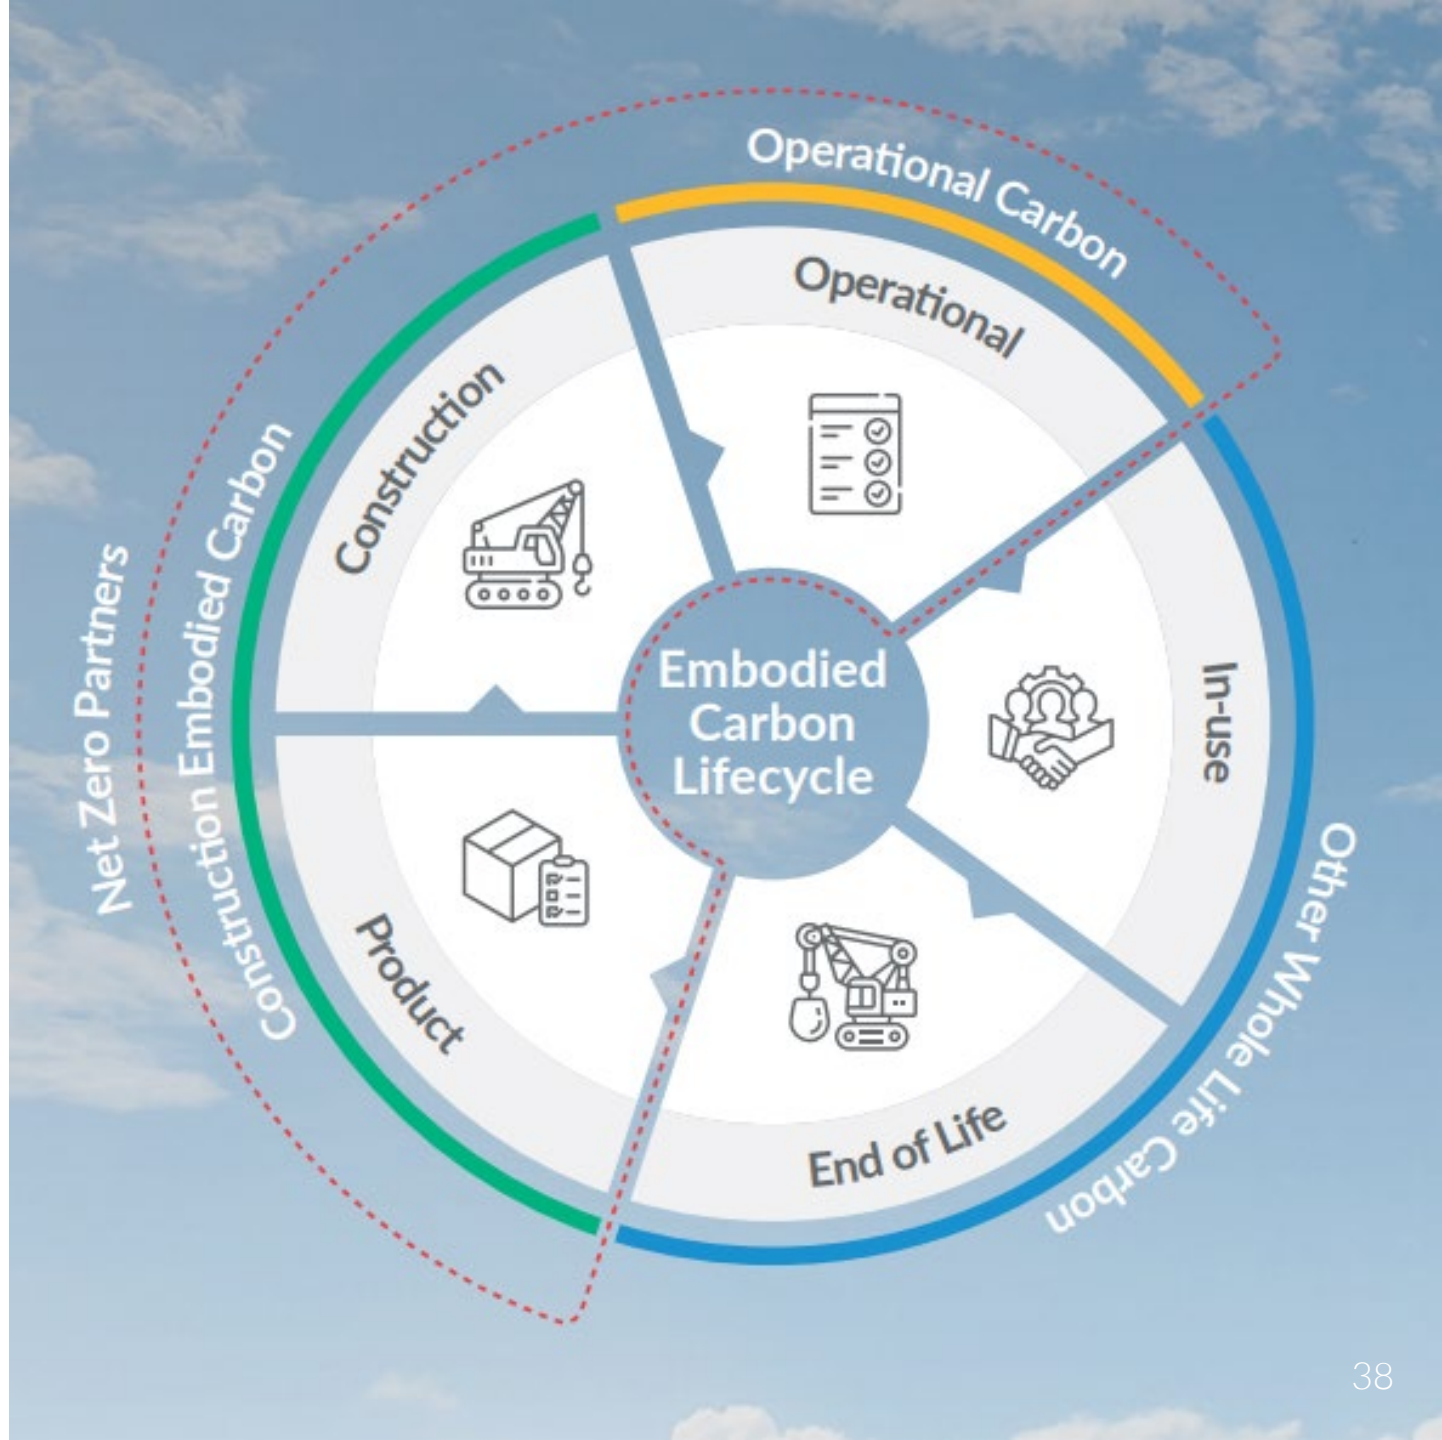 Operational Carbon
Operational
Construction
Construction Embodied Carbon
Net Zero Partners
Embodied
Carbon
Lifecycle
In-use
Other Whole Life Carbon
Product
End of Life
38